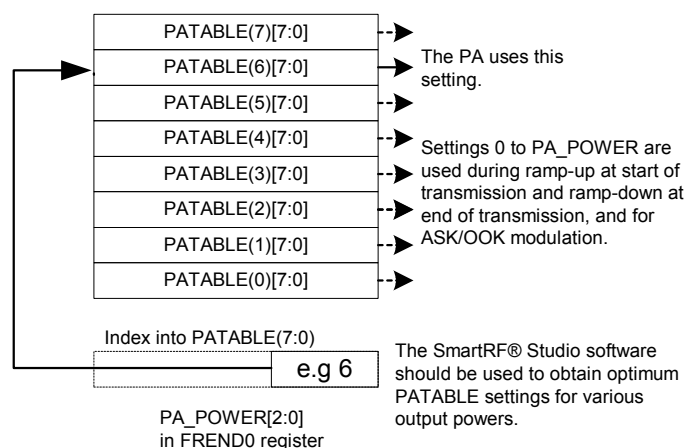 PATABLE(7)[7:0]
PATABLE(6)[7:0]
PATABLE(5)[7:0]
PATABLE(4)[7:0]
PATABLE(3)[7:0]
PATABLE(2)[7:0]
PATABLE(1)[7:0]
PATABLE(0)[7:0]
The PA uses this
setting.
Settings 0 to PA_POWER are
used during ramp-up at start of
transmission and ramp-down at
end of transmission, and for
ASK/OOK modulation.
Index into PATABLE(7:0)
e.g 6
PA_POWER[2:0]
in FREND0 register
The SmartRF® Studio software
should be used to obtain optimum
PATABLE settings for various
output powers.